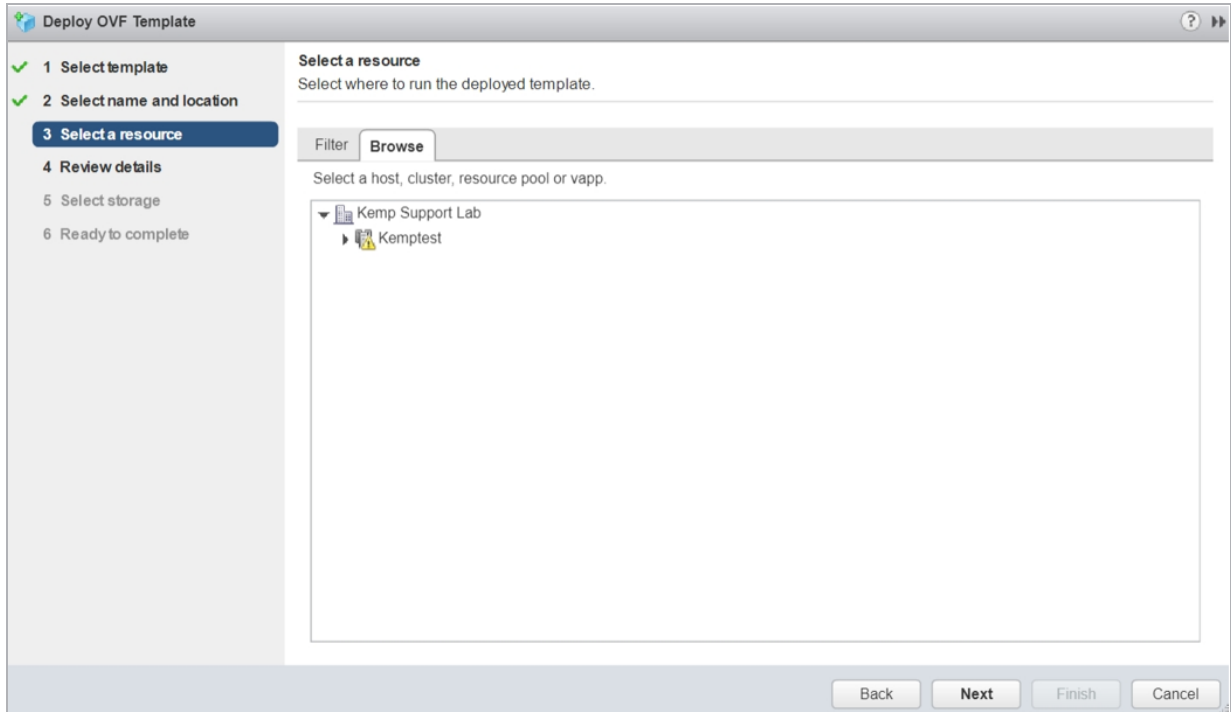 Deploy OVF Template
?
1 Select template
2 Select name and location
3 Select a resource
4 Review details
5 Select storage
6 Ready to complete
Select a resource
Select where to run the deployed template.
Filter Browse
Select a host, cluster, resource pool or vapp.
Kemp Support Lab
Kemptest
Back Next Finish Cancel